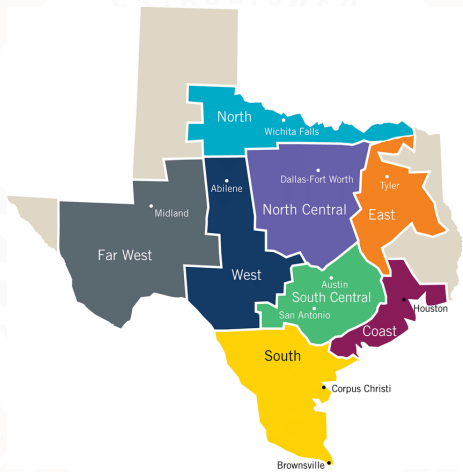 North
Wichita Falls
Abilene
Dallas-Fort Worth
Tyler
Midland
North Central
East
Far West
West
Austin
South Central
San Antonio
Houston
Coast
South
Corpus Christi
Brownsville